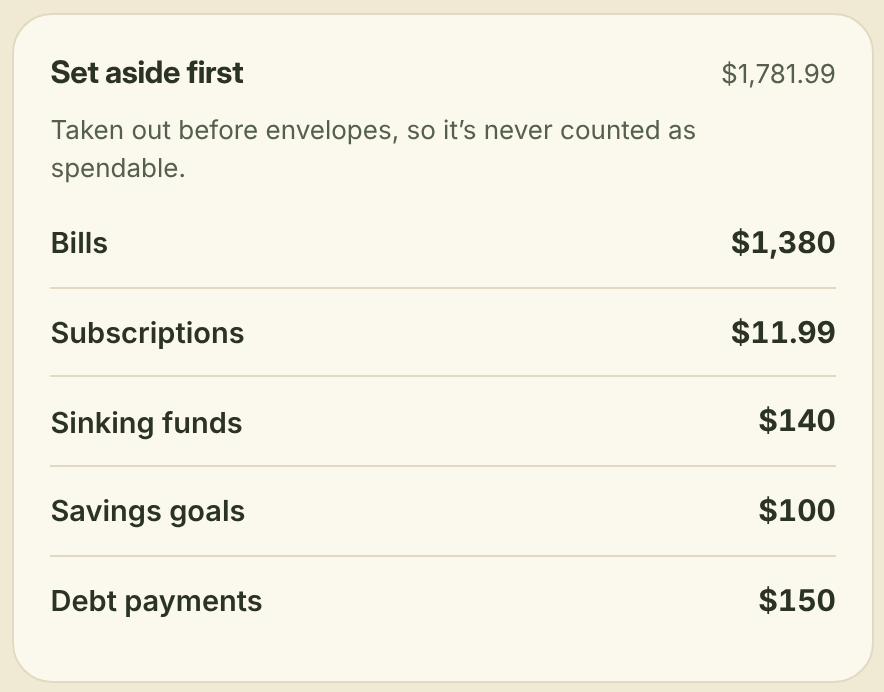 Set aside first $1,781.99
Taken out before envelopes, so it’s never counted as
spendable.
Bills $1,380
Subscriptions $11.99
Sinking funds $140
Savings goals $100
Debt payments $150